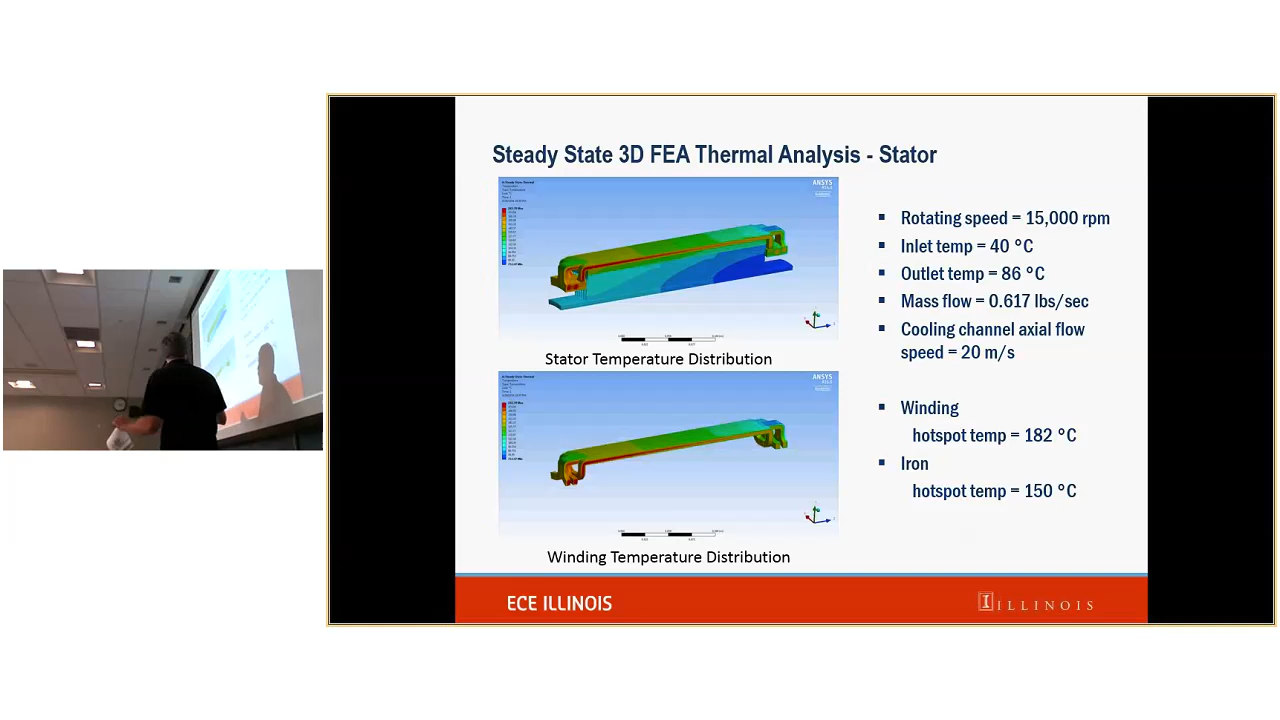 Steady State 3D FEA Thermal Analysis - Stator
ANSYS
Stator Temperature Distribution
ANSYS
Winding Temperature Distribution
▪ Rotating speed = 15,000 rpm
▪ Inlet temp = 40 °C
▪ Outlet temp = 86 °C
▪ Mass flow = 0.617 lbs/sec
▪ Cooling channel axial flow
speed = 20 m/s
▪ Winding
hotspot temp = 182 °C
▪ Iron
hotspot temp = 150 °C
ECE ILLINOIS
I ILLINOIS